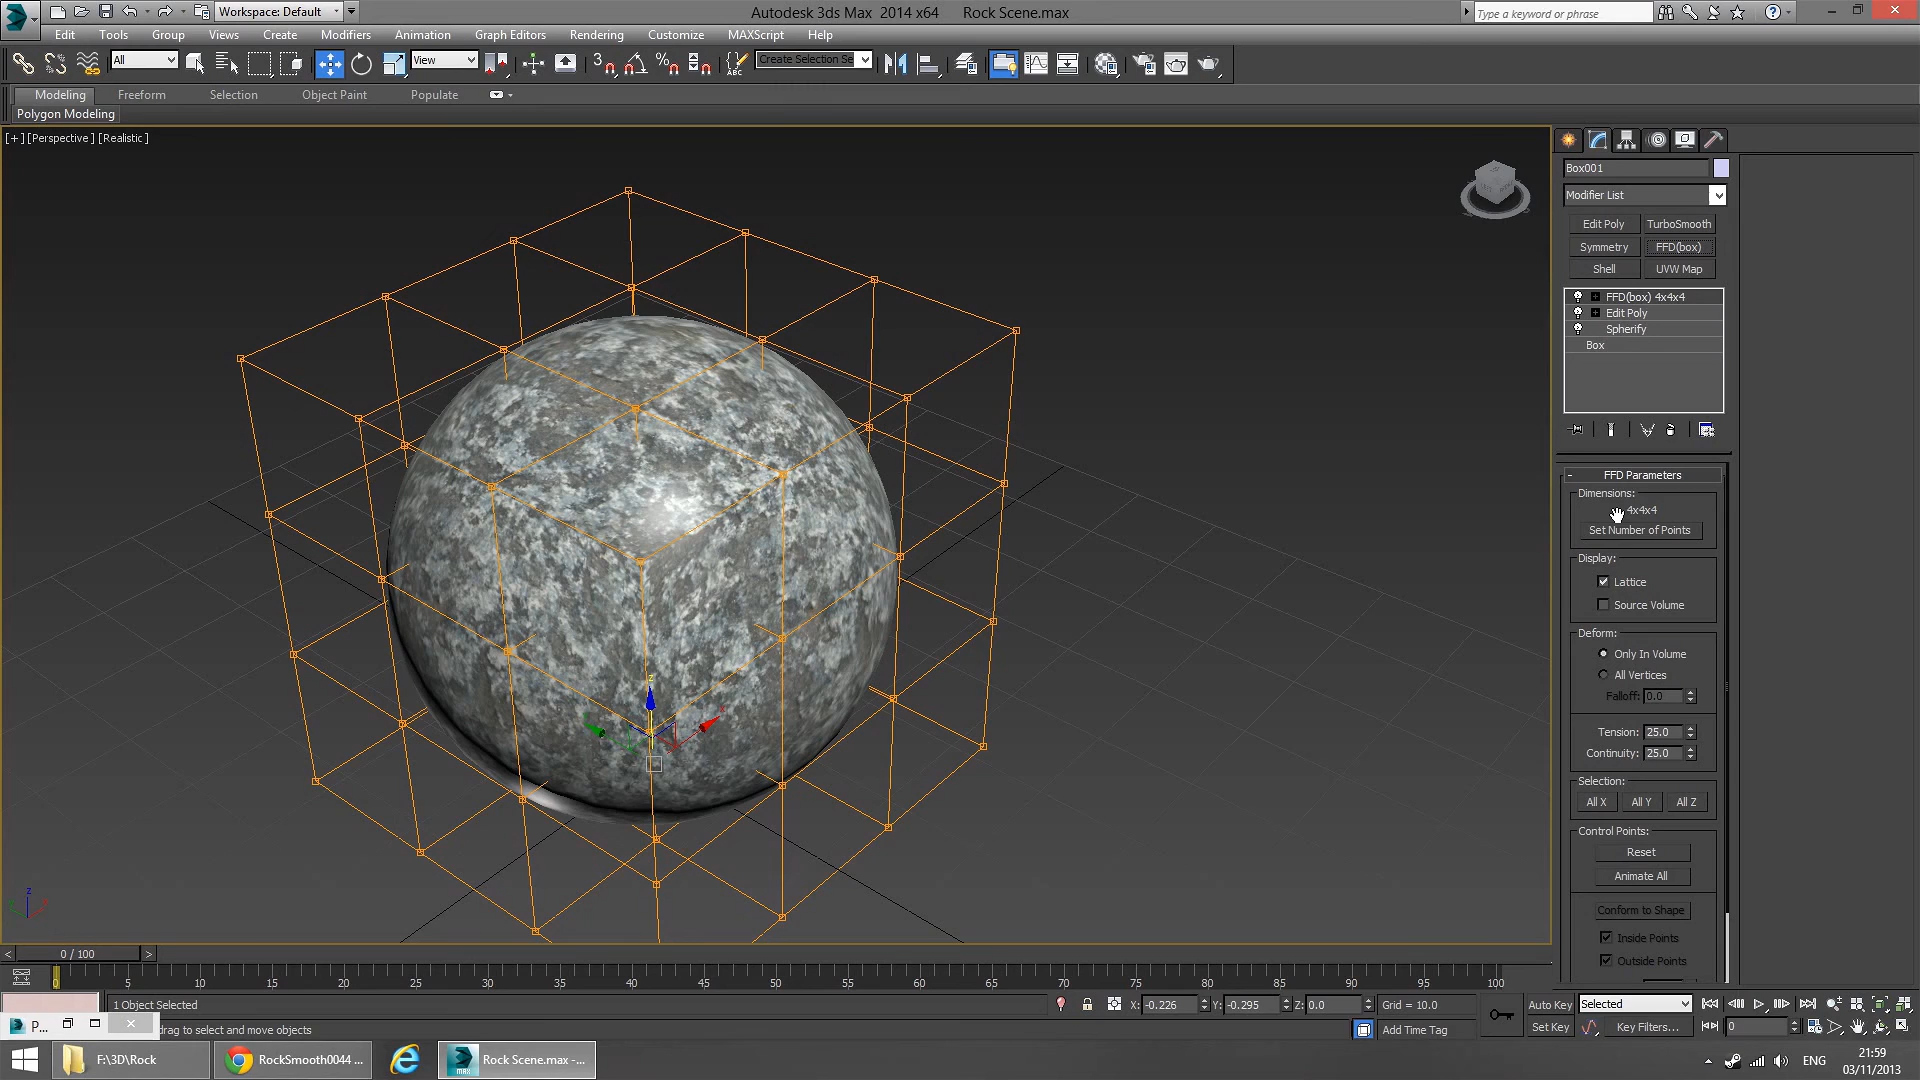 Workspace: Default
Autodesk 3ds Max 2014 x64 Rock Scene.max
Type a keyword or phrase
Edit Tools Group Views Create Modifiers Animation Graph Editors Rendering Customize MAXScript Help
All
View
3
Create Selection Se
ABC
Modeling Freeform Selection Object Paint Populate
Polygon Modeling
[+] [Perspective] [Realistic]
Box001
Modifier List
Edit Poly TurboSmooth
Symmetry FFD(box)
Shell UVW Map
FFD(box) 4x4x4
Edit Poly
Spherify
Box
- FFD Parameters
Dimensions:
4x4x4
Set Number of Points
Display:
Lattice
Source Volume
Deform:
Only In Volume
All Vertices
Falloff: 0.0
Tension: 25.0
Continuity: 25.0
Selection:
All X All Y All Z
Control Points:
Reset
Animate All
Conform to Shape
Inside Points
Outside Points
z
z
< 0 / 100 >
0 5 10 15 20 25 30 35 40 45 50 55 60 65 70 75 80 85 90 95 100
1 Object Selected
X: -0.226 Y: -0.295 Z: 0.0 Grid = 10.0
Auto Key Selected
P...
drag to select and move objects
Add Time Tag
Set Key Key Filters... 0
F:\3D\Rock
RockSmooth0044 ...
Rock Scene.max -...
ENG
21:59
03/11/2013